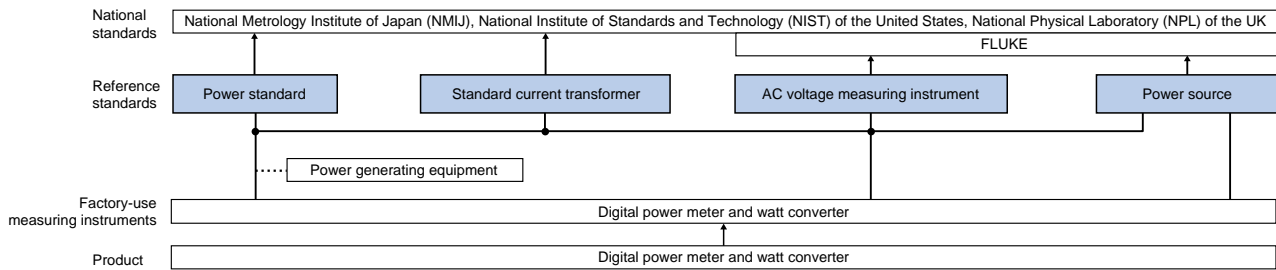 National
standards
National Metrology Institute of Japan (NMIJ), National Institute of Standards and Technology (NIST) of the United States, National Physical Laboratory (NPL) of the UK
FLUKE
Reference
standards
Power standard
Standard current transformer
AC voltage measuring instrument
Power source
Power generating equipment
Factory-use
measuring instruments
Digital power meter and watt converter
Product
Digital power meter and watt converter